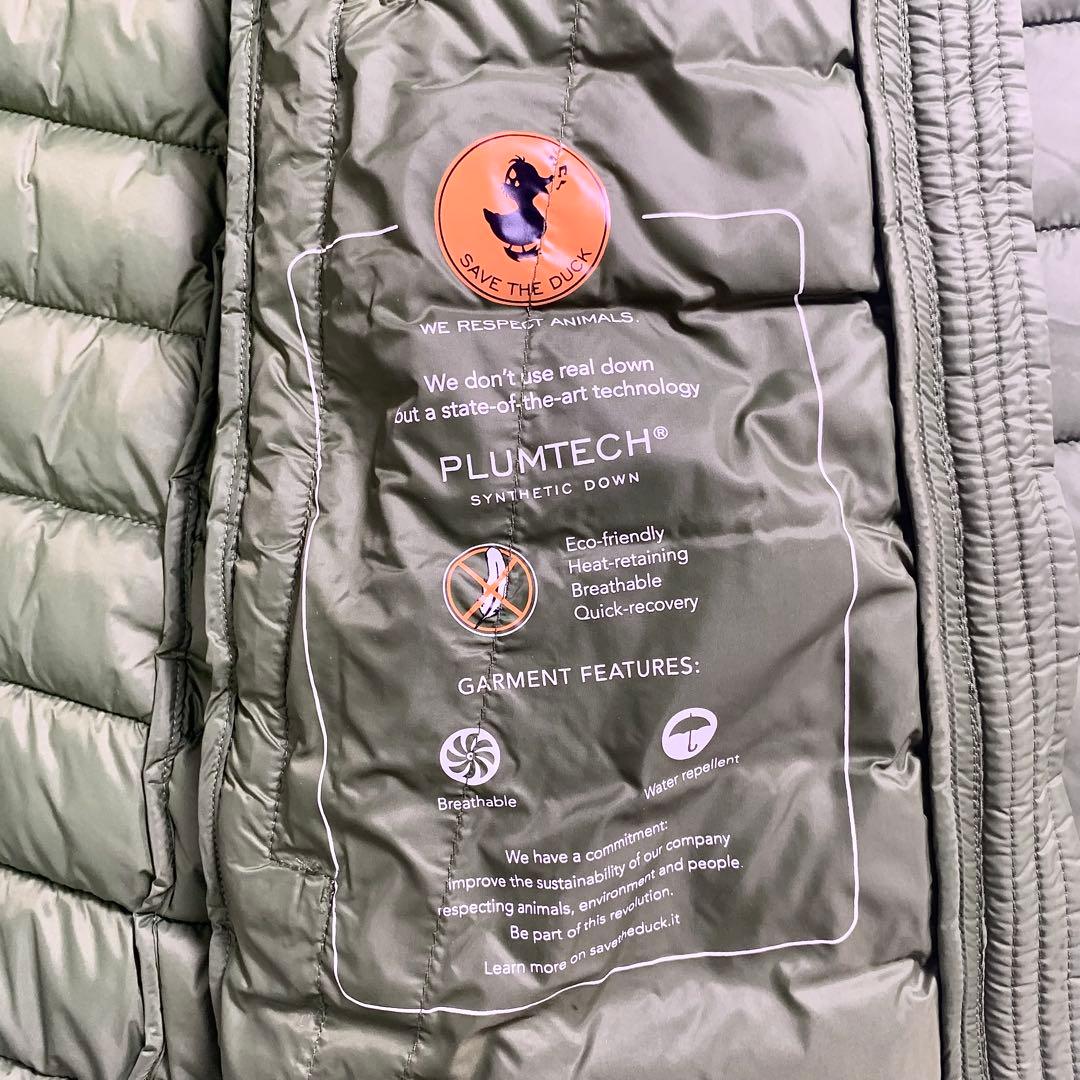 SAVE THE DUCK
WE RESPECT ANIMALS.
We don't use real down
but a state-of-the-art technology
PLUMTECH®
SYNTHETIC DOWN
Eco-friendly
Heat-retaining
Breathable
Quick-recovery
GARMENT FEATURES:
Breathable
Water repellent
We have a commitment:
improve the sustainability of our company
respecting animals, environment and people.
Be part of this revolution.
Learn more on savetheduck.it